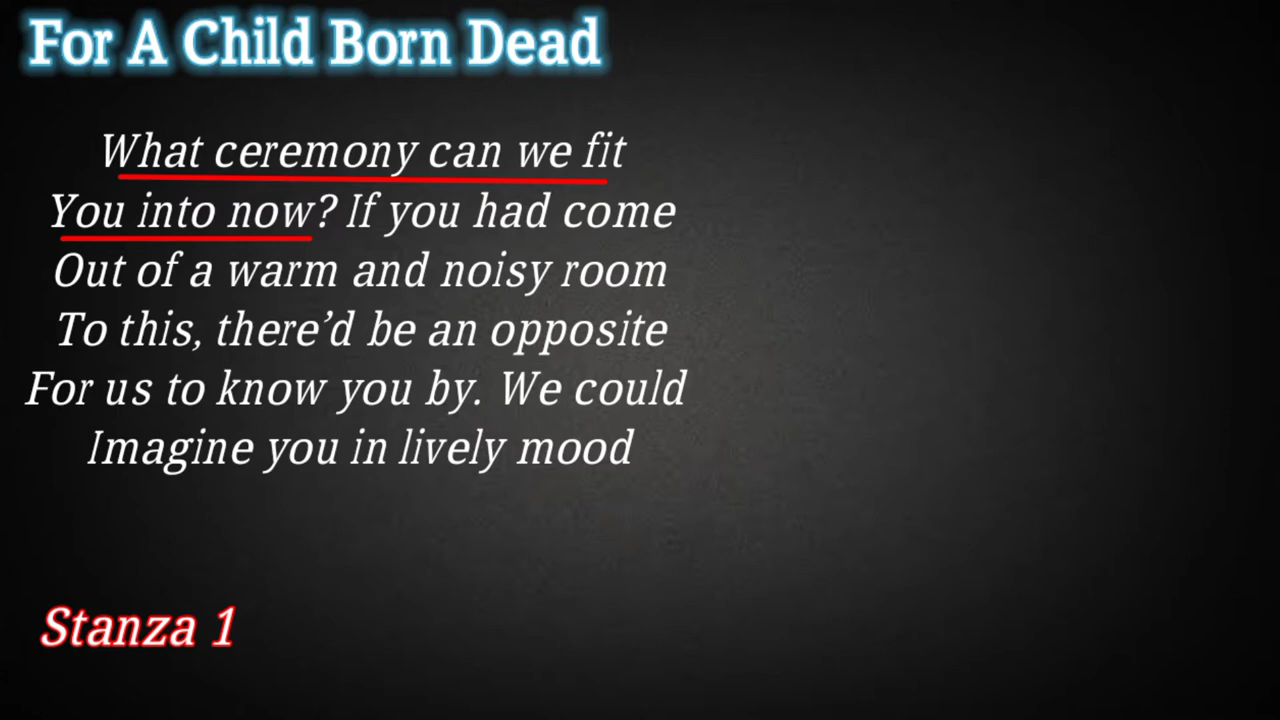 For A Child Born Dead
What ceremony can we fit
You into now? If you had come
Out of a warm and noisy room
To this, there’d be an opposite
For us to know you by. We could
Imagine you in lively mood
Stanza 1